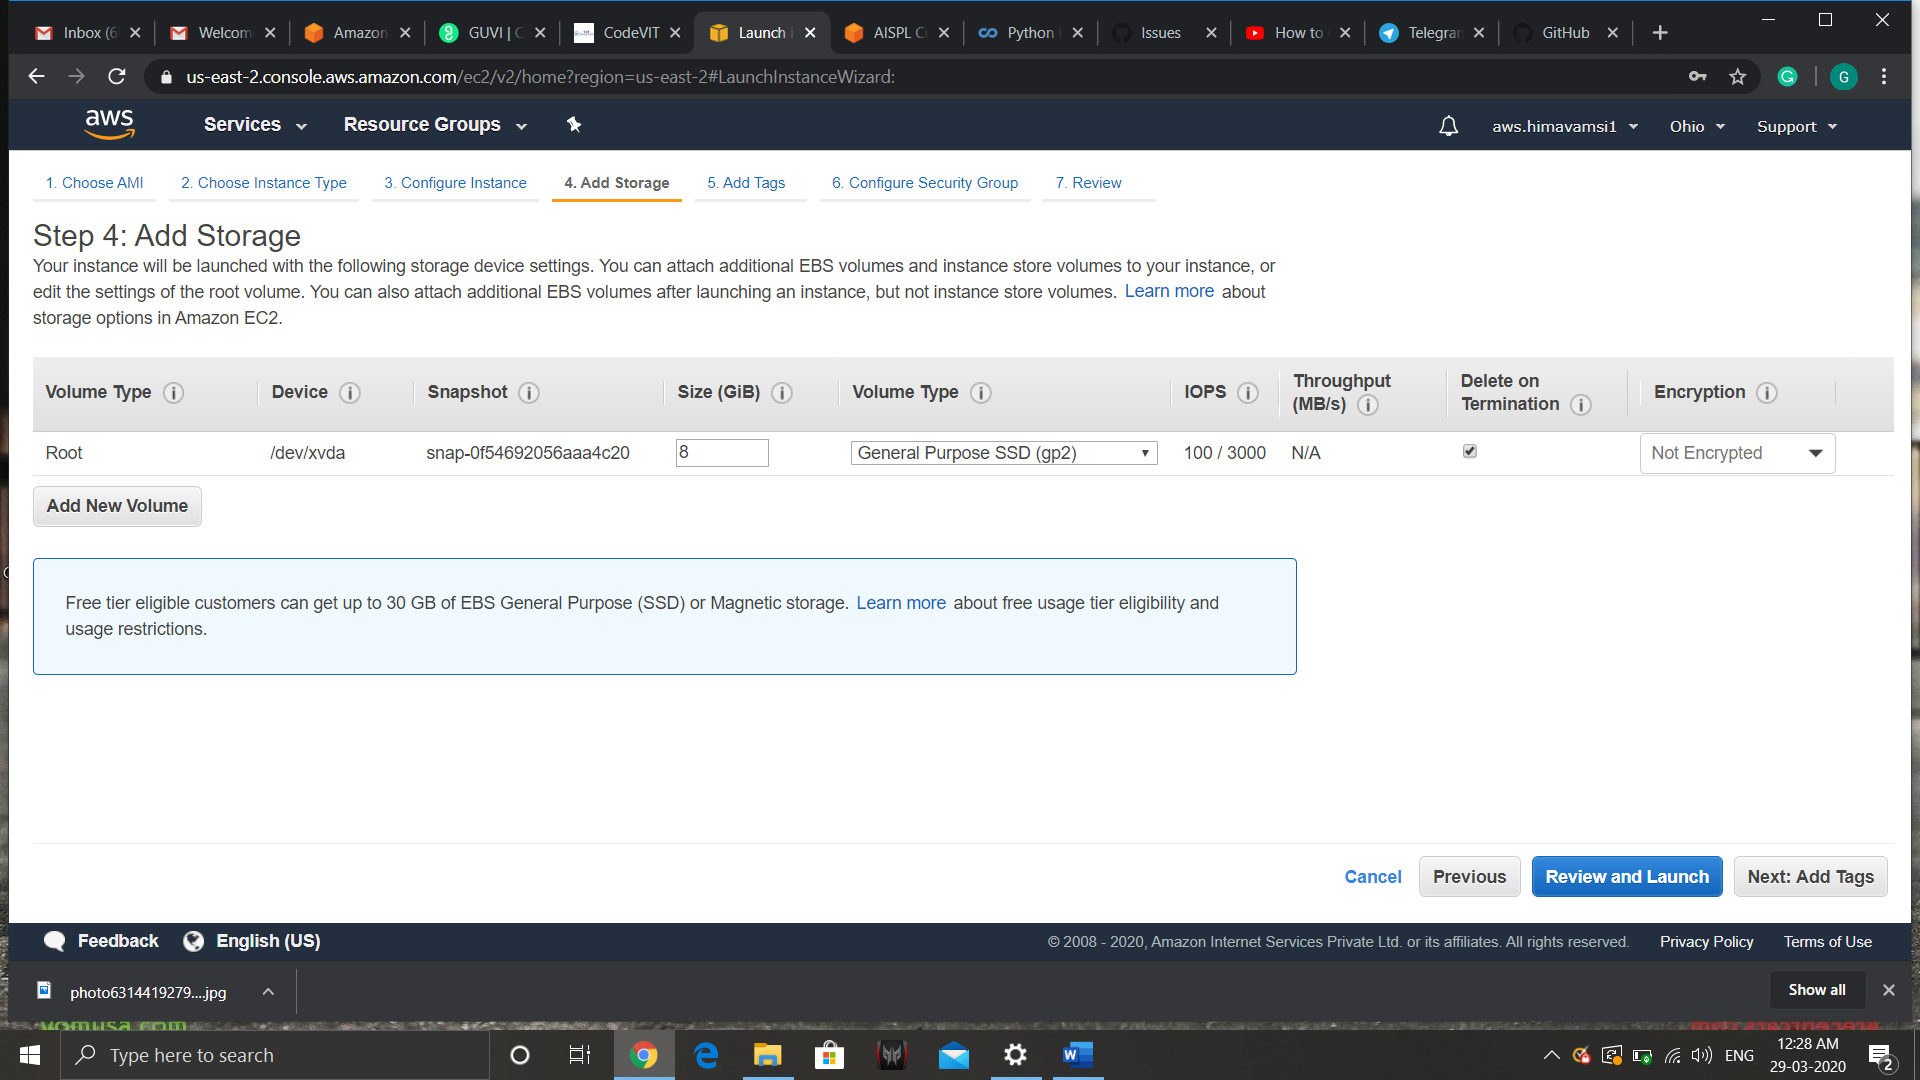 Inbox (6
Welcom
Amazon
GUVI | C
CodeVIT
Launch i
AISPL C
Python
Issues
How to
Telegram
GitHub
us-east-2.console.aws.amazon.com/ec2/v2/home?region=us-east-2#LaunchInstanceWizard:
G
aws
Services
Resource Groups
aws.himavamsi1
Ohio
Support
1. Choose AMI
2. Choose Instance Type
3. Configure Instance
4. Add Storage
5. Add Tags
6. Configure Security Group
7. Review
Step 4: Add Storage
Your instance will be launched with the following storage device settings. You can attach additional EBS volumes and instance store volumes to your instance, or
edit the settings of the root volume. You can also attach additional EBS volumes after launching an instance, but not instance store volumes. Learn more about
storage options in Amazon EC2.
Volume Type
Device
Snapshot
Size (GiB)
Volume Type
IOPS
Throughput
(MB/s)
Delete on
Termination
Encryption
Root
/dev/xvda
snap-0f54692056aaa4c20
8
General Purpose SSD (gp2)
100 / 3000
N/A
Not Encrypted
Add New Volume
Free tier eligible customers can get up to 30 GB of EBS General Purpose (SSD) or Magnetic storage. Learn more about free usage tier eligibility and
usage restrictions.
Cancel
Previous
Review and Launch
Next: Add Tags
Feedback
English (US)
© 2008 - 2020, Amazon Internet Services Private Ltd. or its affiliates. All rights reserved.
Privacy Policy
Terms of Use
photo6314419279....jpg
Show all
Type here to search
ENG
12:28 AM
29-03-2020
2